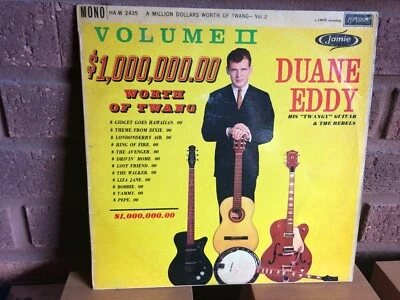 MONO HA-W 2435 A MILLION DOLLARS WORTH OF TWANG— Vol. 2
LONDON
Jamie
VOLUME II
$1,000,000.00
WORTH
OF TWANG
DUANE
EDDY
HIS "TWANGY" GUITAR
& THE REBELS
$ GIDGET GOES HAWAIIAN. 00
$ THEME FROM DIXIE. 00
$ LONDONDERRY AIR. 00
$ RING OF FIRE. 00
$ THE AVENGER. 00
$ DRIVIN' HOME. 00
$ LOST FRIEND. 00
$ THE WALKER. 00
$ LIZA JANE. 00
$ BOBBIE. 00
$ TAMMY. 00
$ PEPE. 00
$1,000,000.00